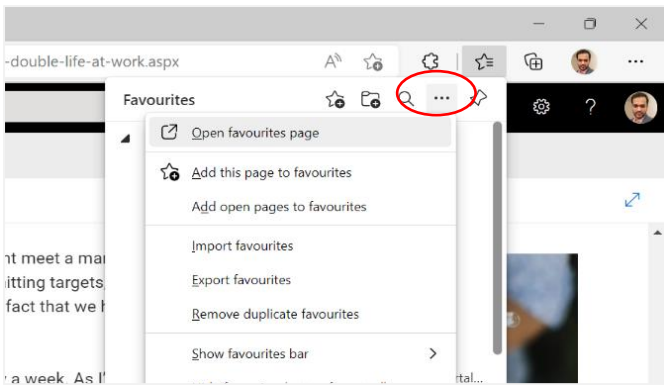 -double-life-at-work.aspx
Favourites
Open favourites page
Add this page to favourites
Add open pages to favourites
Import favourites
nt meet a ma
itting targets,
Export favourites
fact that we h
Remove duplicate favourites
Show favourites bar
a week. As I'
rtal...